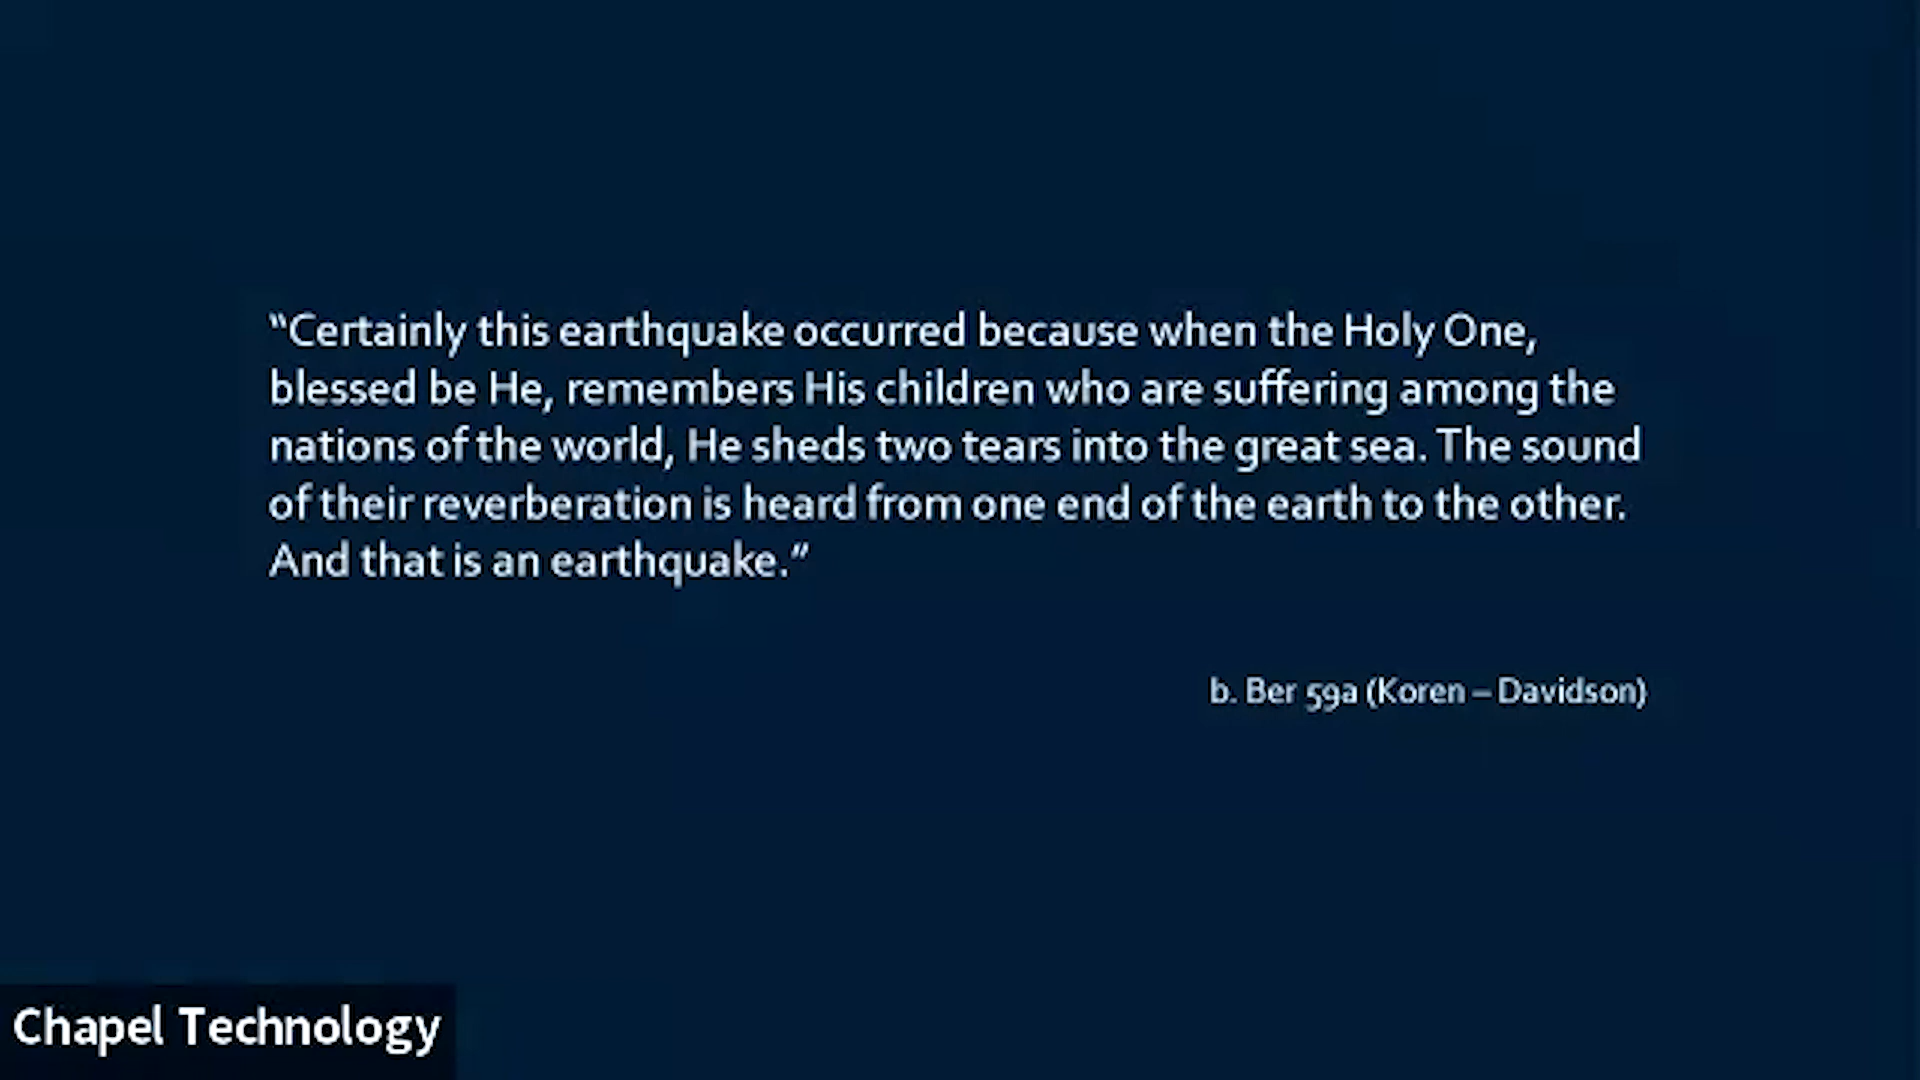 “Certainly this earthquake occurred because when the Holy One,
blessed be He, remembers His children who are suffering among the
nations of the world, He sheds two tears into the great sea. The sound
of their reverberation is heard from one end of the earth to the other.
And that is an earthquake.”
b. Ber 59a (Koren – Davidson)
Chapel Technology